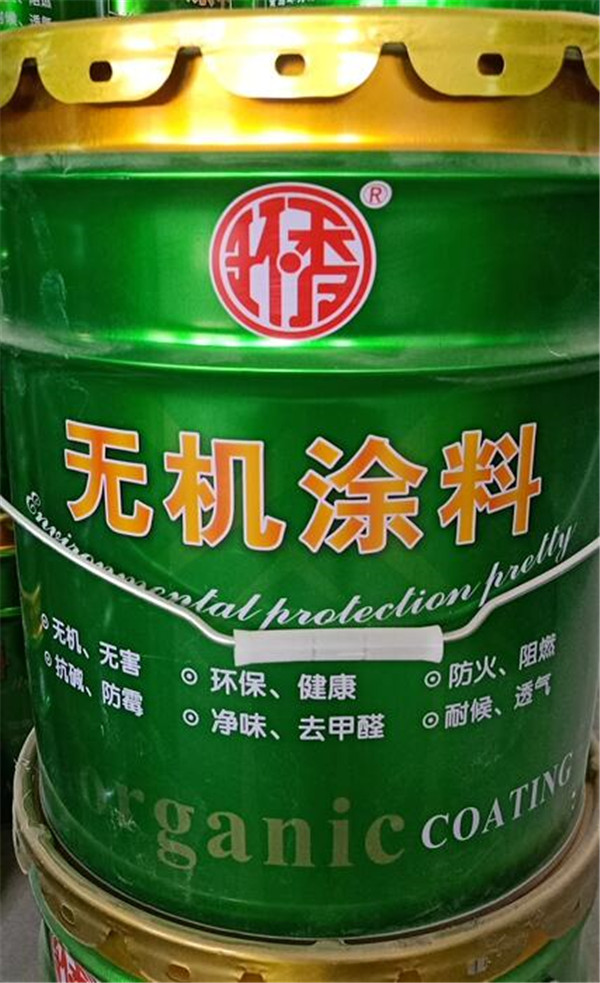 ®
无机涂料
Environmental protection pretty
⊙ 无机、无害 ⊙ 环保、健康 ⊙ 防火、阻燃
⊙ 抗碱、防霉 ⊙ 净味、去甲醛 ⊙ 耐候、透气
organic COATING